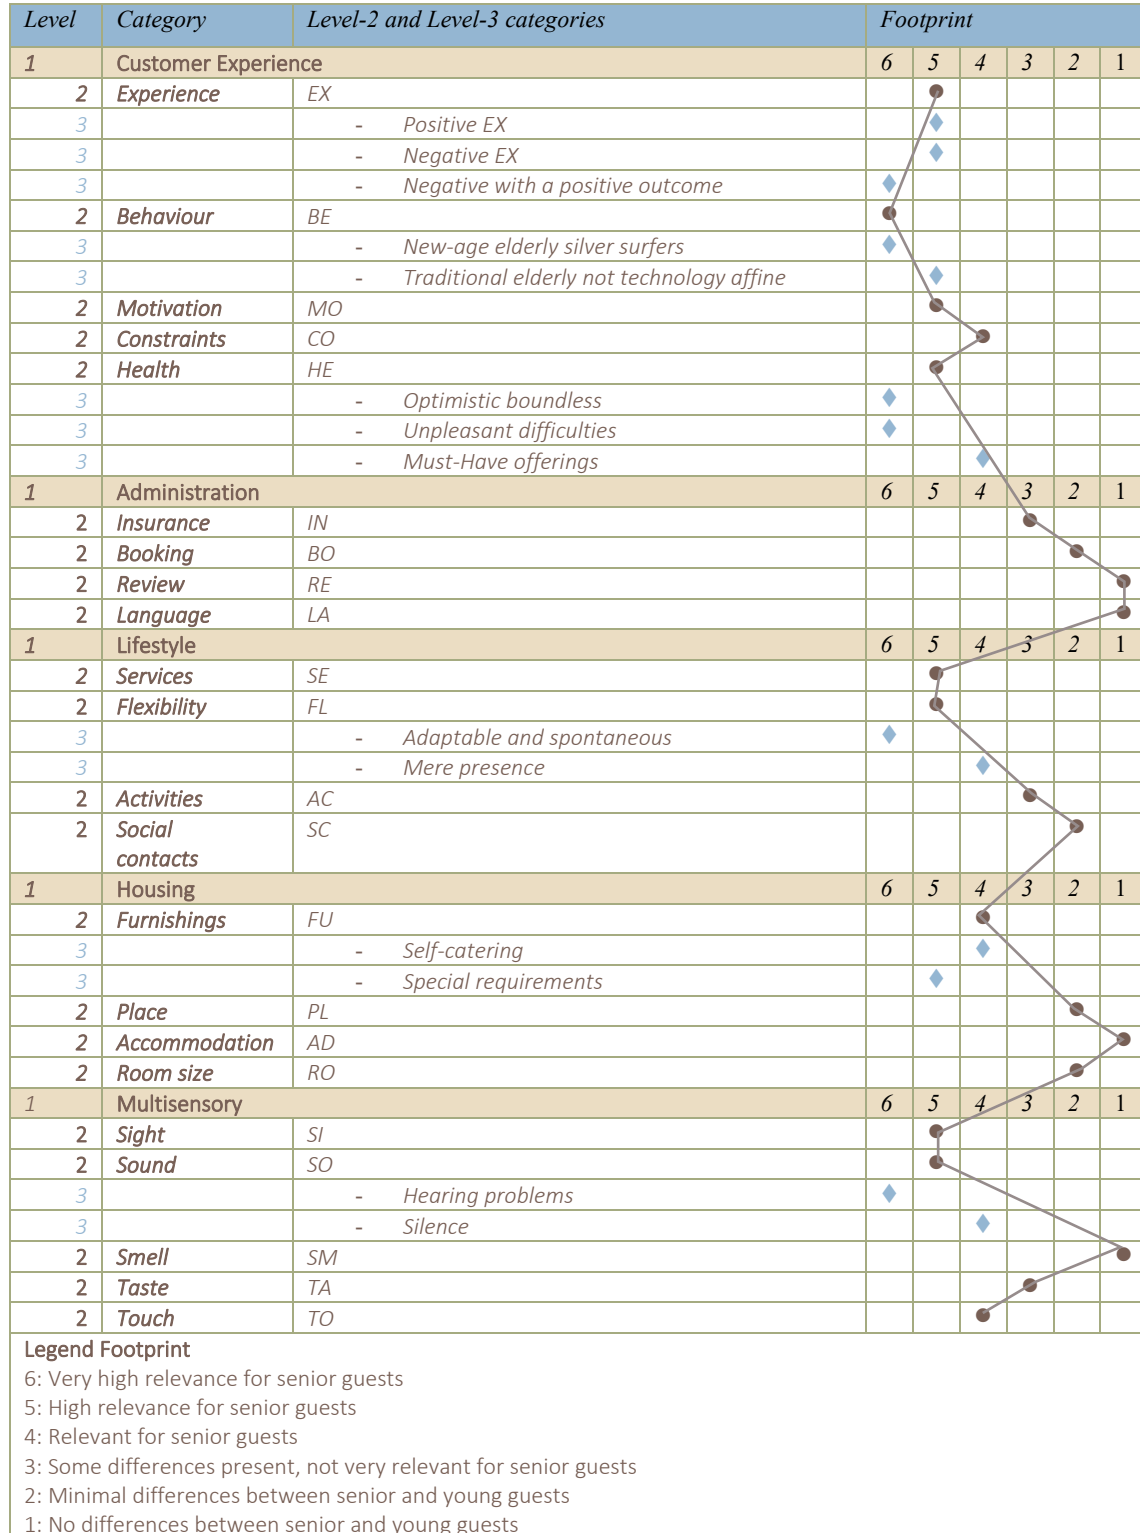 Level Category Level-2 and Level-3 categories Footprint
1 Customer Experience 6 5 4 3 2 1
2 Experience EX
3 - Positive EX
3 - Negative EX
3 - Negative with a positive outcome
2 Behaviour BE
3 - New-age elderly silver surfers
3 - Traditional elderly not technology affine
2 Motivation MO
2 Constraints CO
2 Health HE
3 - Optimistic boundless
3 - Unpleasant difficulties
3 - Must-Have offerings
1 Administration 6 5 4 3 2 1
2 Insurance IN
2 Booking BO
2 Review RE
2 Language LA
1 Lifestyle 6 5 4 3 2 1
2 Services SE
2 Flexibility FL
3 - Adaptable and spontaneous
3 - Mere presence
2 Activities AC
2 Social SC
contacts
1 Housing 6 5 4 3 2 1
2 Furnishings FU
3 - Self-catering
3 - Special requirements
2 Place PL
2 Accommodation AD
2 Room size RO
1 Multisensory 6 5 4 3 2 1
2 Sight SI
2 Sound SO
3 - Hearing problems
3 - Silence
2 Smell SM
2 Taste TA
2 Touch TO
Legend Footprint
6: Very high relevance for senior guests
5: High relevance for senior guests
4: Relevant for senior guests
3: Some differences present, not very relevant for senior guests
2: Minimal differences between senior and young guests
1: No differences between senior and young guests